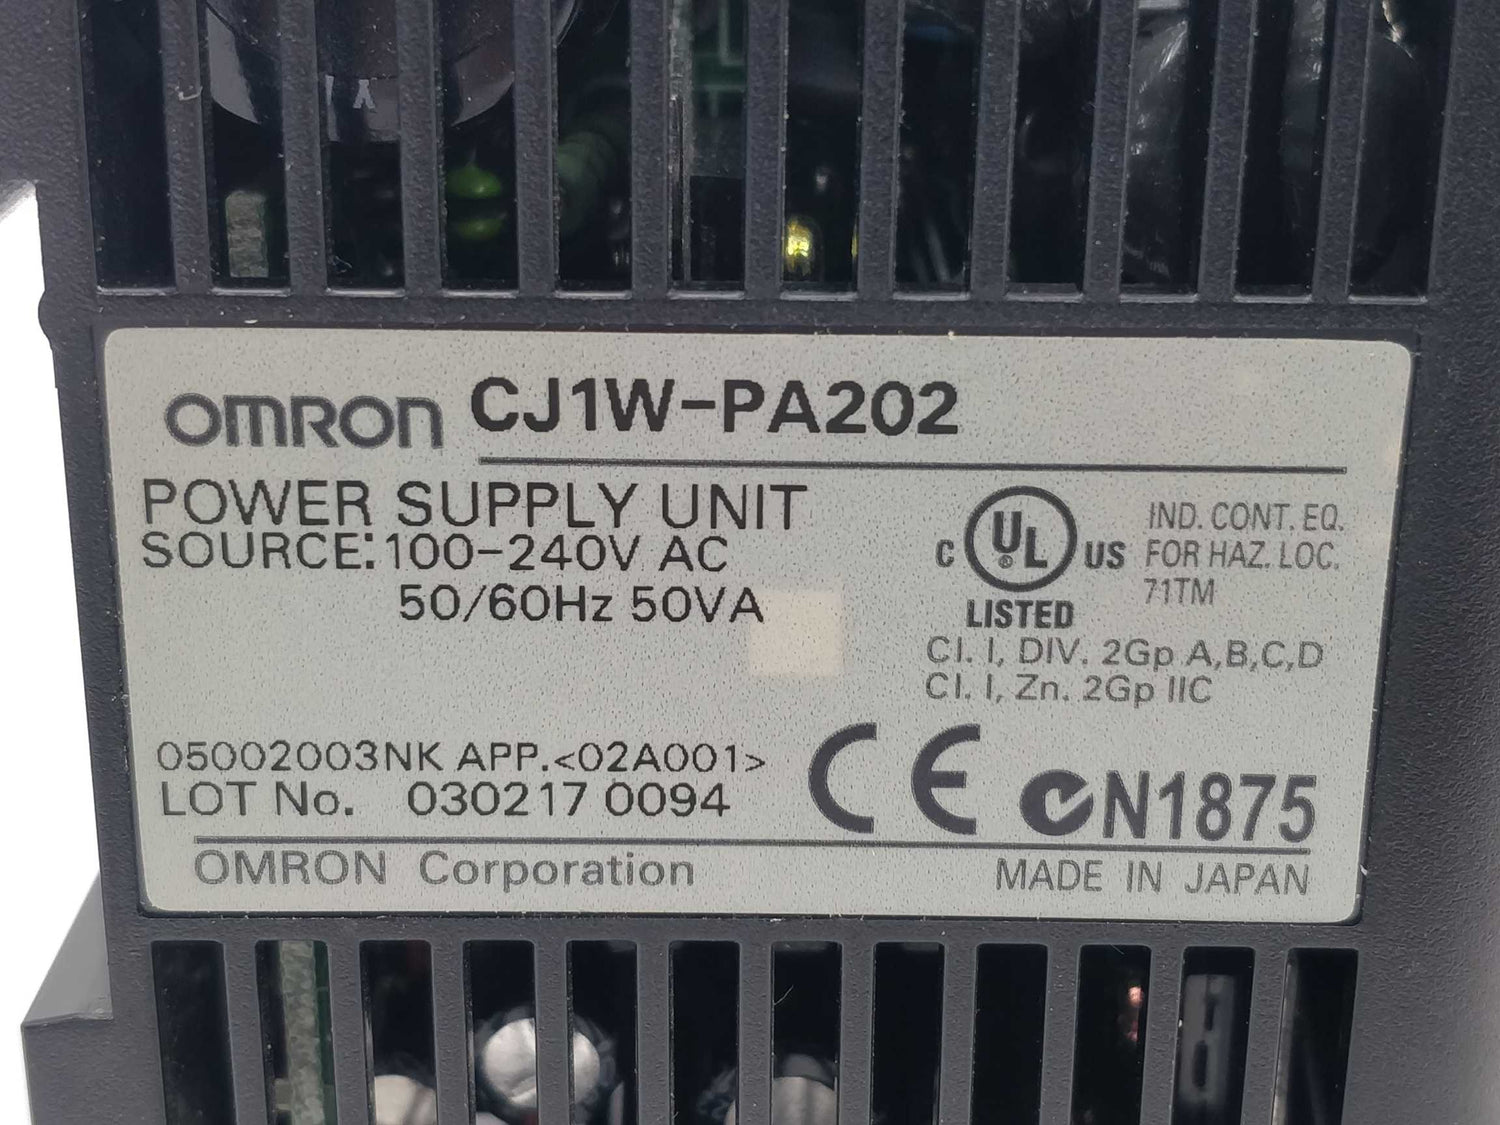 OMRON CJ1W-PA202
POWER SUPPLY UNIT
SOURCE: 100-240V AC
50/60Hz 50VA
C UL US
®
LISTED
IND. CONT. EQ.
FOR HAZ. LOC.
71TM
Cl. I, DIV. 2Gp A,B,C,D
Cl. I, Zn. 2Gp IIC
05002003NK APP.<02A001>
LOT No. 030217 0094
CE N1875
OMRON Corporation
MADE IN JAPAN